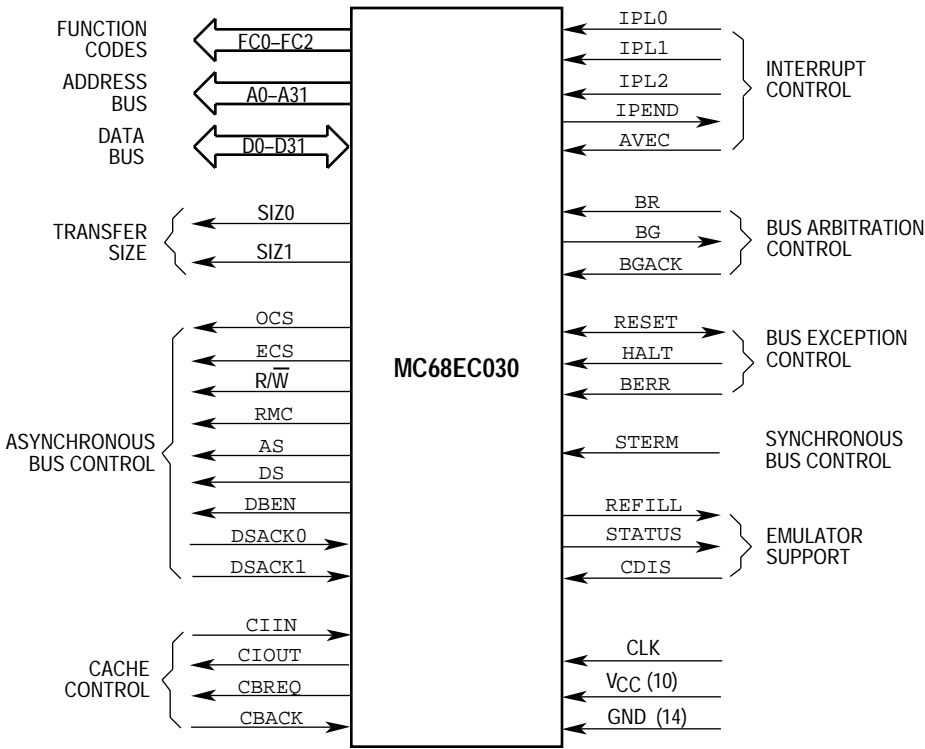 FUNCTION
CODES
FC0–FC2
ADDRESS
BUS
A0–A31
DATA
BUS
D0–D31
TRANSFER
SIZE
SIZ0
SIZ1
ASYNCHRONOUS
BUS CONTROL
OCS
ECS
R/W̅
RMC
AS
DS
DBEN
DSACK0
DSACK1
CACHE
CONTROL
CIIN
CIOUT
CBREQ
CBACK
MC68EC030
IPL0
IPL1
IPL2
IPEND
AVEC
INTERRUPT
CONTROL
BR
BG
BGACK
BUS ARBITRATION
CONTROL
RESET
HALT
BERR
BUS EXCEPTION
CONTROL
STERM
SYNCHRONOUS
BUS CONTROL
REFILL
STATUS
CDIS
EMULATOR
SUPPORT
CLK
VCC (10)
GND (14)